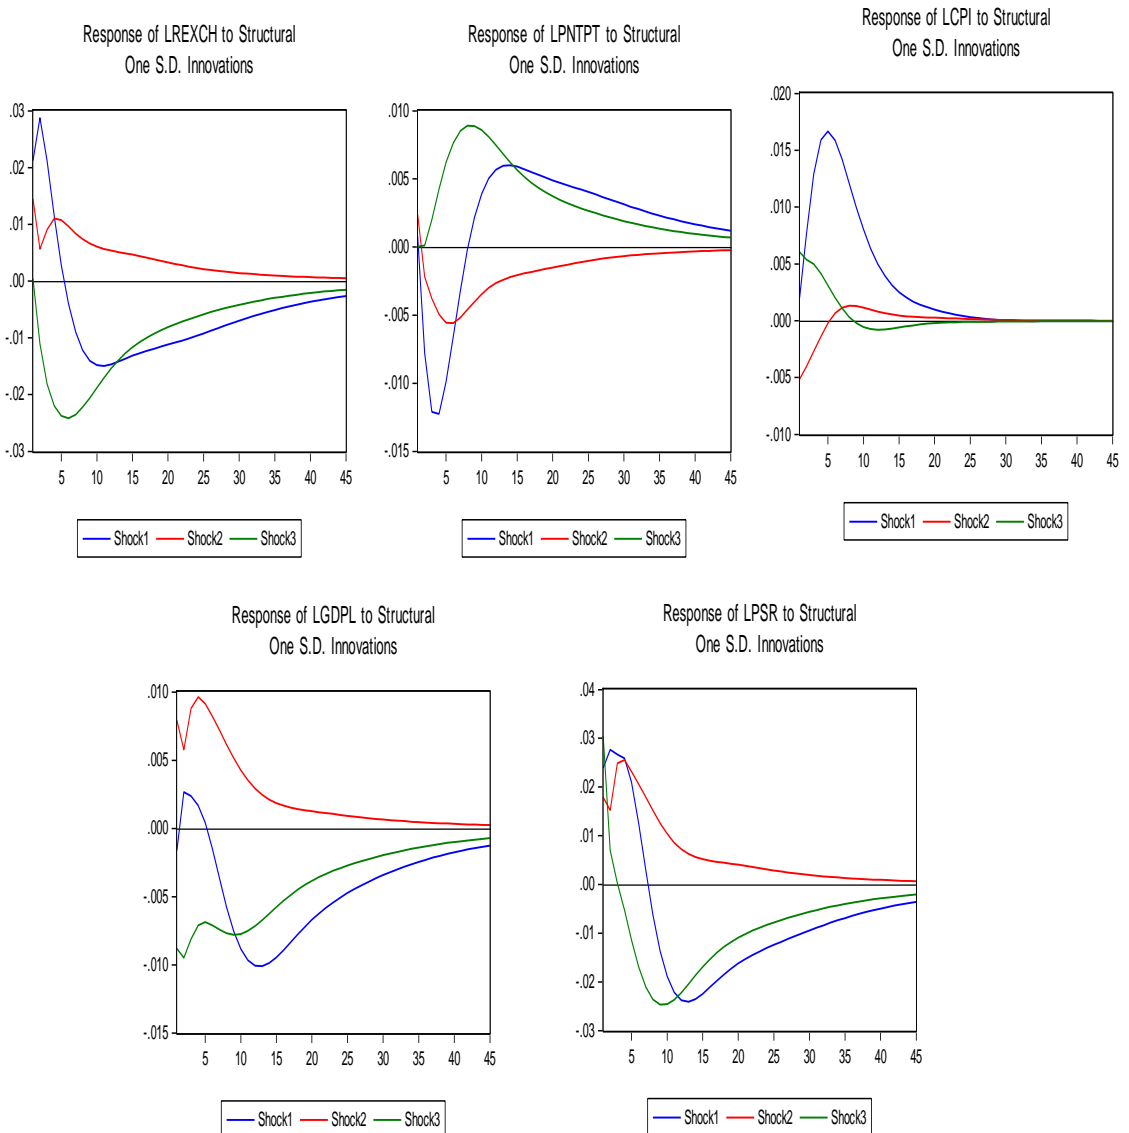 Response of LREXCH to Structural
One S.D. Innovations
.03
.02
.01
.00
-.01
-.02
-.03
5 10 15 20 25 30 35 40 45
Shock1 Shock2 Shock3
Response of LPNTPT to Structural
One S.D. Innovations
.010
.005
.000
-.005
-.010
-.015
5 10 15 20 25 30 35 40 45
Shock1 Shock2 Shock3
Response of LCPI to Structural
One S.D. Innovations
.020
.015
.010
.005
.000
-.005
-.010
5 10 15 20 25 30 35 40 45
Shock1 Shock2 Shock3
Response of LGDPL to Structural
One S.D. Innovations
.010
.005
.000
-.005
-.010
-.015
5 10 15 20 25 30 35 40 45
Shock1 Shock2 Shock3
Response of LPSR to Structural
One S.D. Innovations
.04
.03
.02
.01
.00
-.01
-.02
-.03
5 10 15 20 25 30 35 40 45
Shock1 Shock2 Shock3